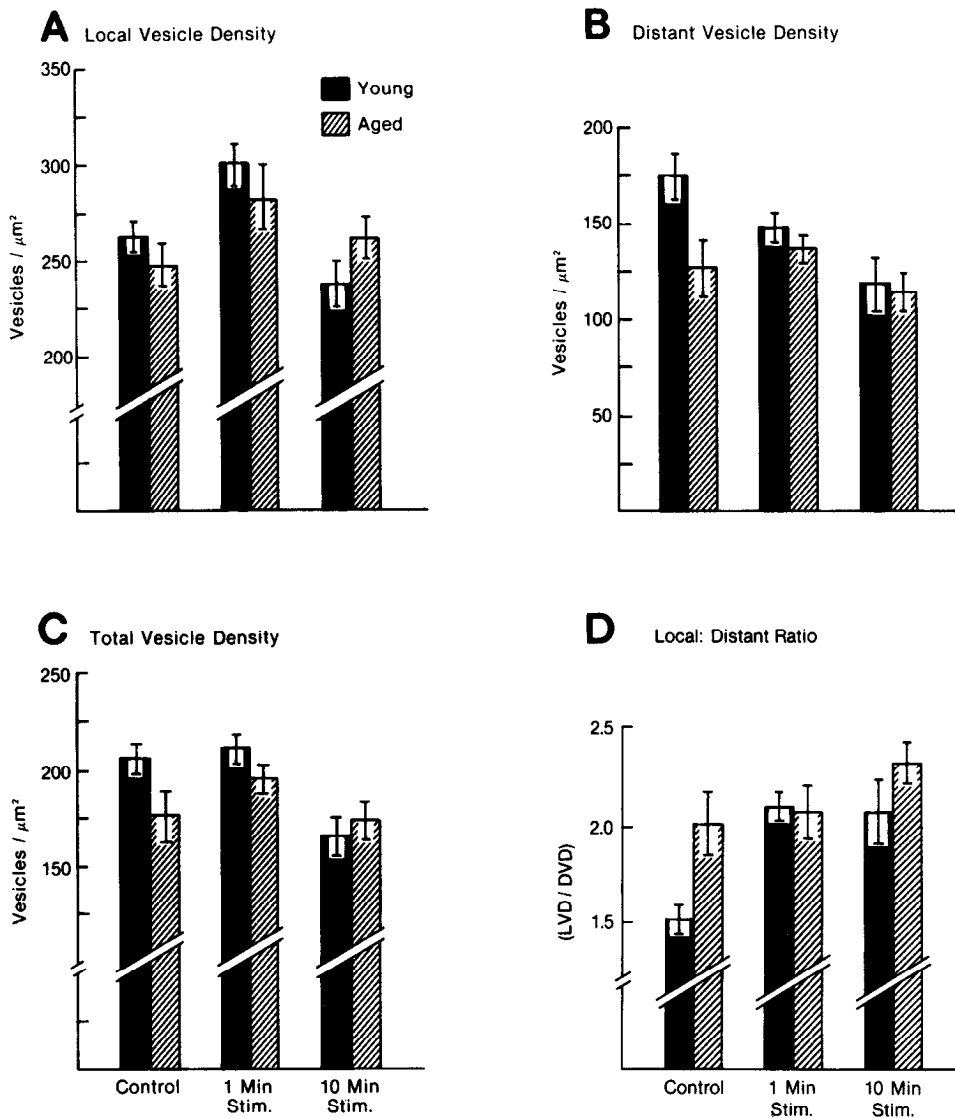 A Local Vesicle Density
350
300
250
200
Vesicles / μm²
Young
Aged
B Distant Vesicle Density
200
150
100
50
Vesicles / μm²
C Total Vesicle Density
250
200
150
Vesicles / μm²
Control
1 Min Stim.
10 Min Stim.
D Local: Distant Ratio
2.5
2.0
1.5
(LVD / DVD)
Control
1 Min Stim.
10 Min Stim.